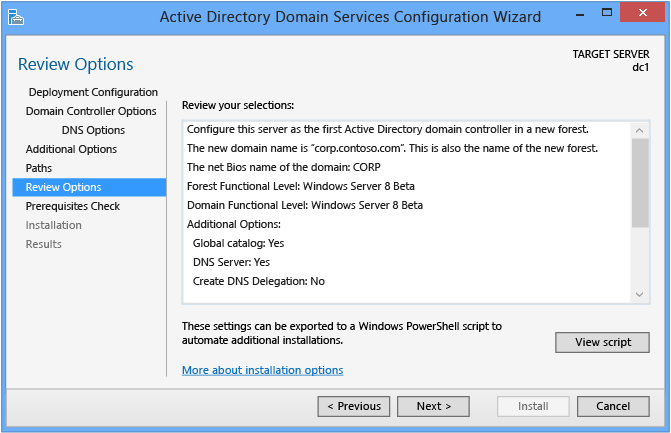 Active Directory Domain Services Configuration Wizard
Review Options
TARGET SERVER
dc1
Deployment Configuration
Domain Controller Options
DNS Options
Additional Options
Paths
Review Options
Prerequisites Check
Installation
Results
Review your selections:
Configure this server as the first Active Directory domain controller in a new forest.
The new domain name is “corp.contoso.com”. This is also the name of the new forest.
The net Bios name of the domain: CORP
Forest Functional Level: Windows Server 8 Beta
Domain Functional Level: Windows Server 8 Beta
Additional Options:
Global catalog: Yes
DNS Server: Yes
Create DNS Delegation: No
These settings can be exported to a Windows PowerShell script to
automate additional installations.
View script
More about installation options
< Previous
Next >
Install
Cancel